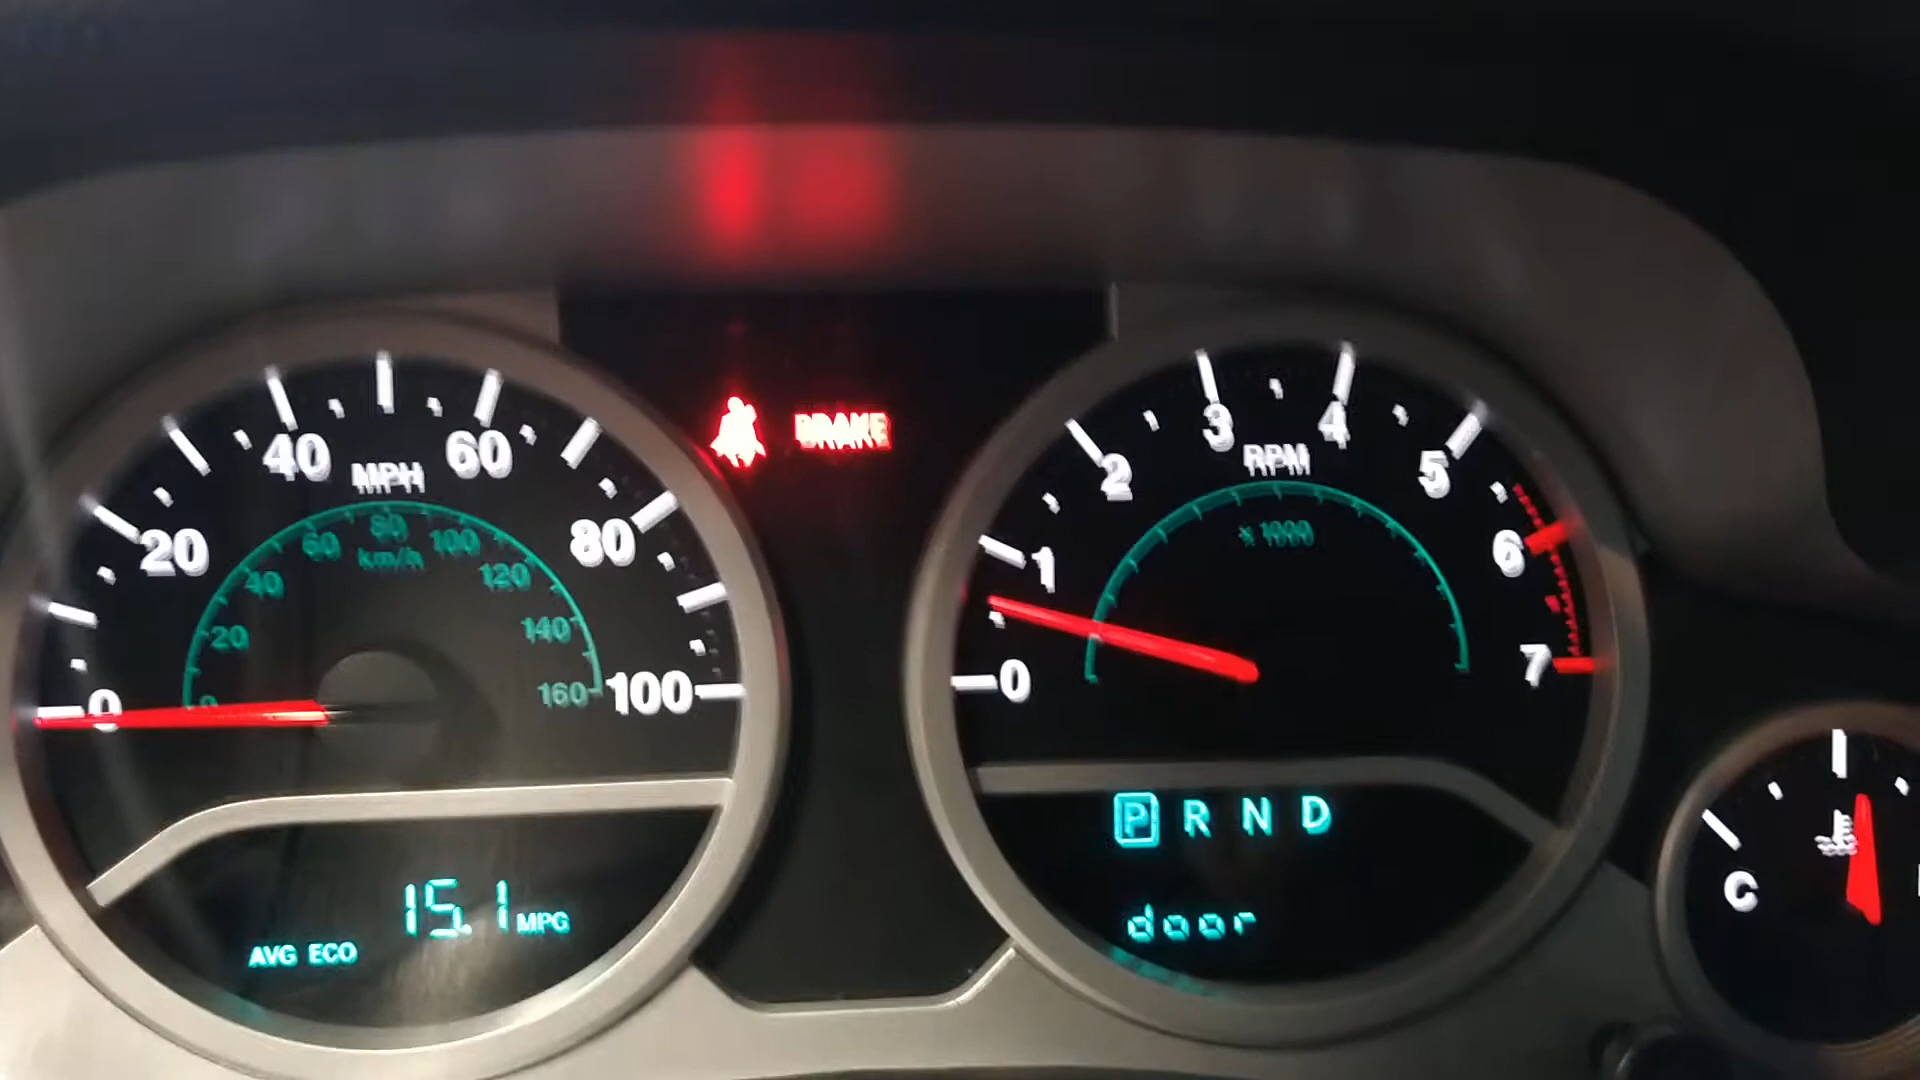 0 20 40 60 80 100
MPH
0 20 40 60 80 100 120 140 160
km/h
AVG ECO 15.1 MPG
BRAKE
0 1 2 3 4 5 6 7
RPM
x 1000
P R N D
door
C